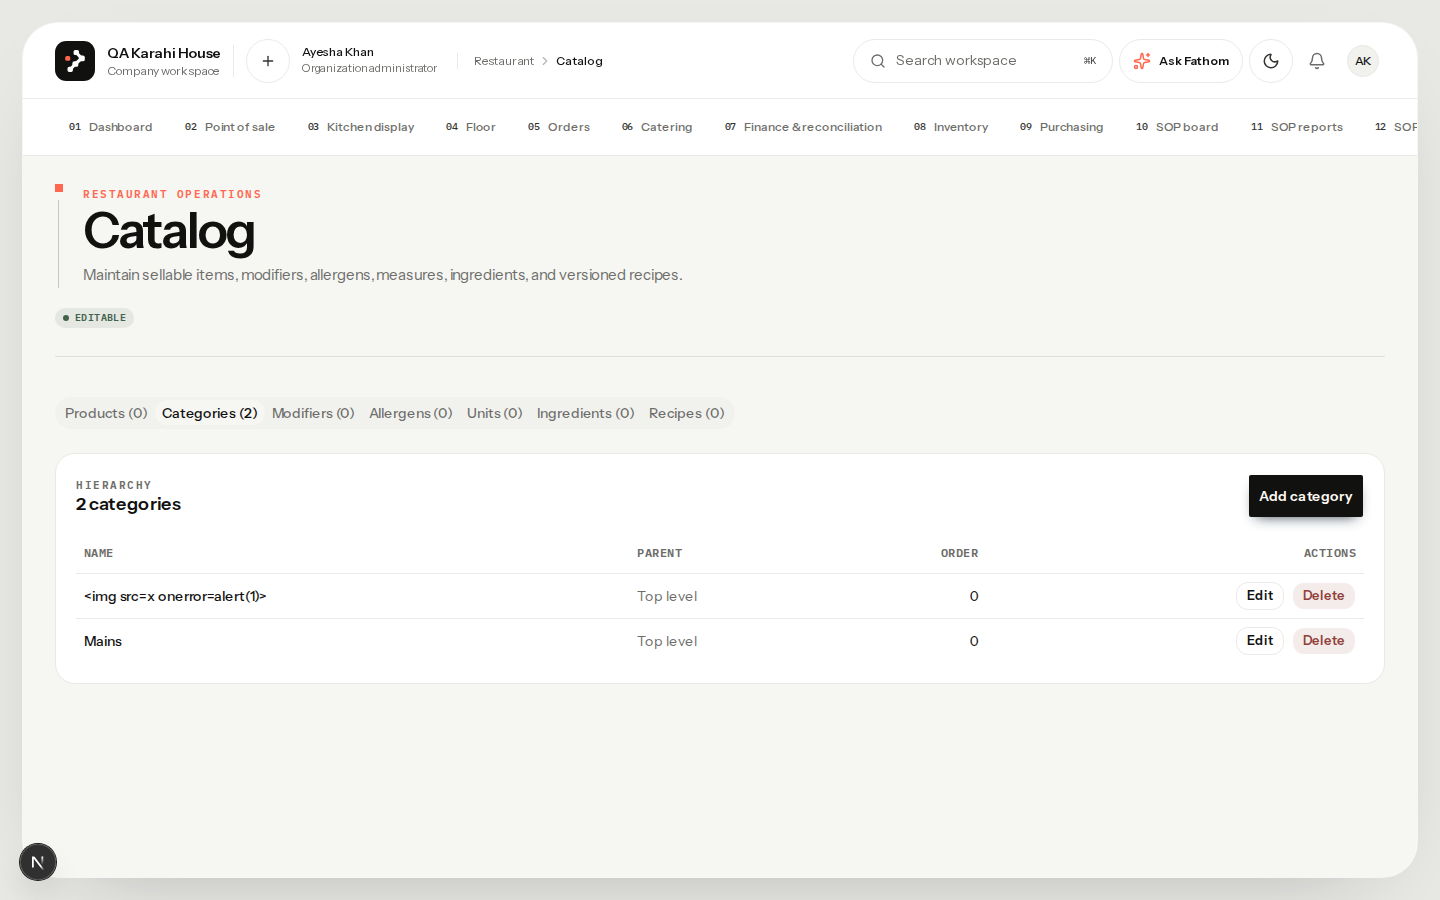 QA Karahi House
Company workspace
Ayesha Khan
Organization administrator
Restaurant > Catalog
Search workspace ⌘K
Ask Fathom
AK
01 Dashboard
02 Point of sale
03 Kitchen display
04 Floor
05 Orders
06 Catering
07 Finance & reconciliation
08 Inventory
09 Purchasing
10 SOP board
11 SOP reports
12 SOP
RESTAURANT OPERATIONS
Catalog
Maintain sellable items, modifiers, allergens, measures, ingredients, and versioned recipes.
EDITABLE
Products (0) Categories (2) Modifiers (0) Allergens (0) Units (0) Ingredients (0) Recipes (0)
HIERARCHY
2 categories
Add category
NAME PARENT ORDER ACTIONS
<img src=x onerror=alert(1)> Top level 0 Edit Delete
Mains Top level 0 Edit Delete
N